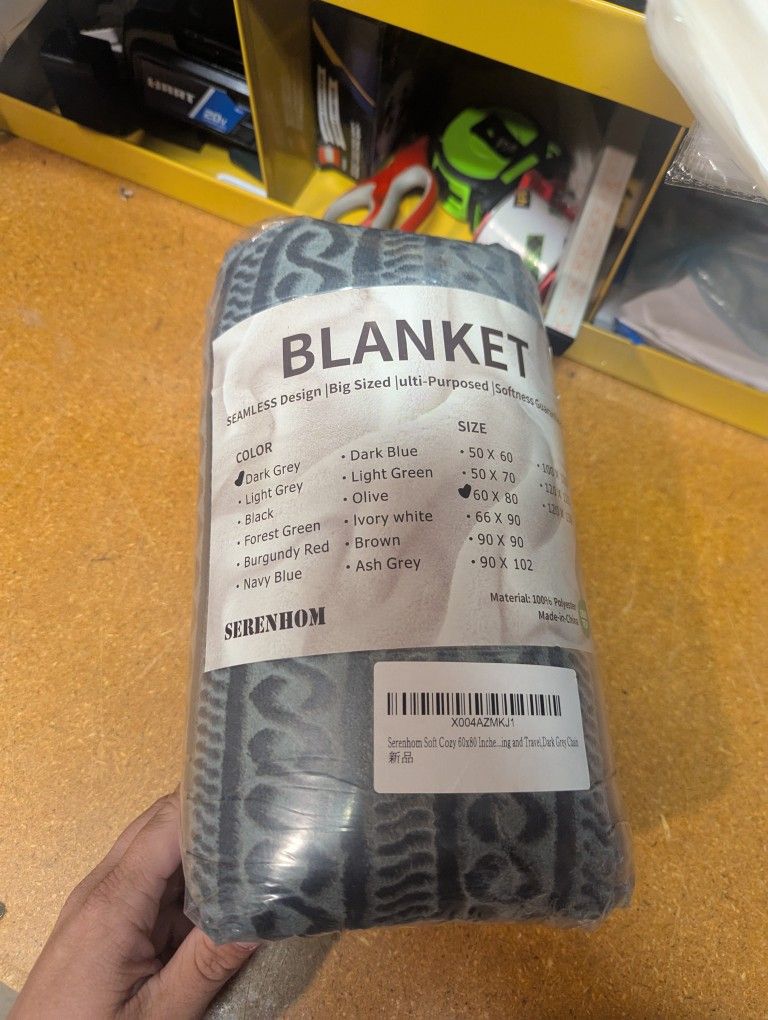 HART
20V
BLANKET
SEAMLESS Design |Big Sized |ulti-Purposed |Softness
COLOR
Dark Grey
• Light Grey
• Black
• Forest Green
• Burgundy Red
• Navy Blue
• Dark Blue
• Light Green
• Olive
• Ivory white
• Brown
• Ash Grey
SIZE
• 50 X 60
• 50 X 70
60 X 80
• 66 X 90
• 90 X 90
• 90 X 102
Material: 100% Polyester
Made-in-China
SERENHOM
X004AZMKJ1
Serenhom Soft Cozy 60x80 Inche...ing and Travel,Dark Grey Chain
新品